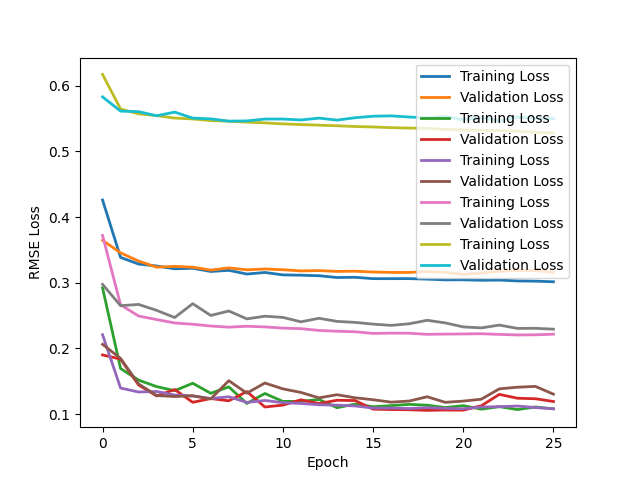 Training Loss
Validation Loss
Training Loss
Validation Loss
Training Loss
Validation Loss
Training Loss
Validation Loss
Training Loss
Validation Loss
0.6
0.5
0.4
0.3
0.2
0.1
RMSE Loss
0 5 10 15 20 25
Epoch